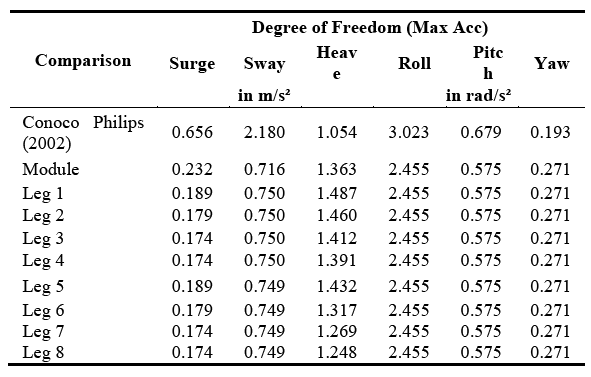 Degree of Freedom (Max Acc)
Comparison Surge Sway Heav e Roll Pitc h Yaw
in m/s² in rad/s²
Conoco Philips (2002) 0.656 2.180 1.054 3.023 0.679 0.193
Module 0.232 0.716 1.363 2.455 0.575 0.271
Leg 1 0.189 0.750 1.487 2.455 0.575 0.271
Leg 2 0.179 0.750 1.460 2.455 0.575 0.271
Leg 3 0.174 0.750 1.412 2.455 0.575 0.271
Leg 4 0.174 0.750 1.391 2.455 0.575 0.271
Leg 5 0.189 0.749 1.432 2.455 0.575 0.271
Leg 6 0.179 0.749 1.317 2.455 0.575 0.271
Leg 7 0.174 0.749 1.269 2.455 0.575 0.271
Leg 8 0.174 0.749 1.248 2.455 0.575 0.271